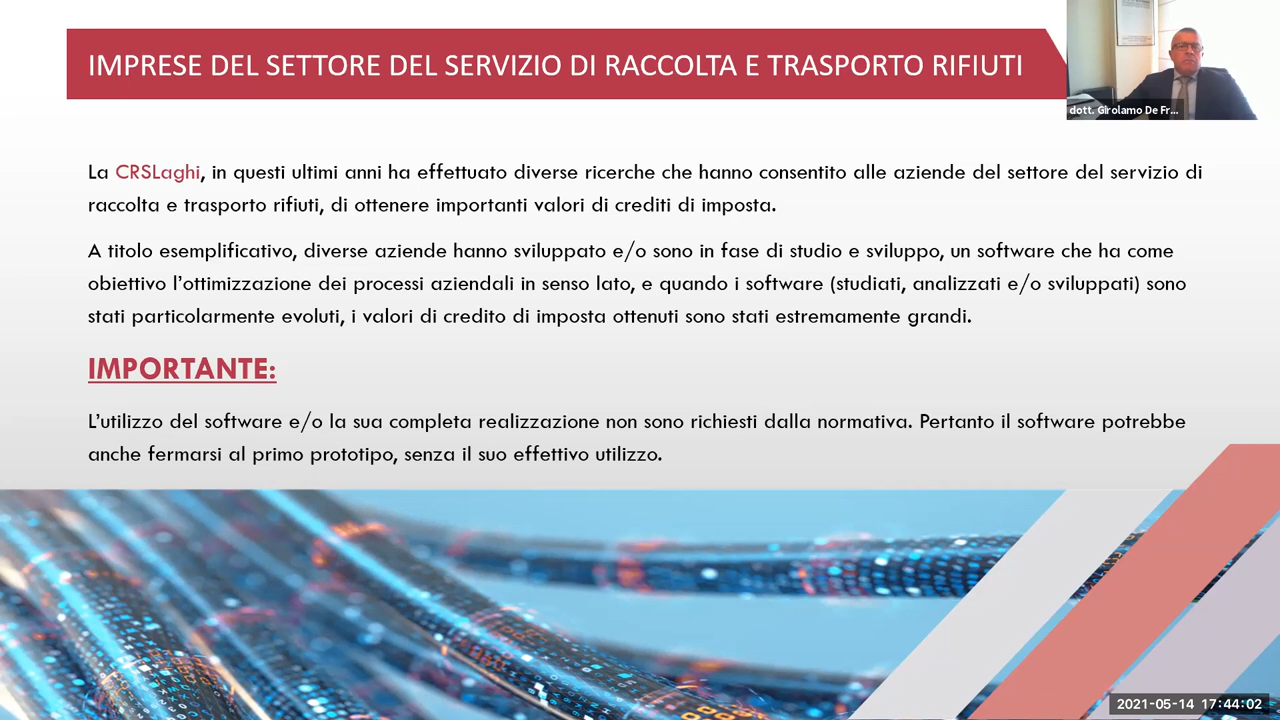 IMPRESE DEL SETTORE DEL SERVIZIO DI RACCOLTA E TRASPORTO RIFIUTI
dott. Girolamo De Fr...
La CRSLaghi, in questi ultimi anni ha effettuato diverse ricerche che hanno consentito alle aziende del settore del servizio di
raccolta e trasporto rifiuti, di ottenere importanti valori di crediti di imposta.
A titolo esemplificativo, diverse aziende hanno sviluppato e/o sono in fase di studio e sviluppo, un software che ha come
obiettivo l’ottimizzazione dei processi aziendali in senso lato, e quando i software (studiati, analizzati e/o sviluppati) sono
stati particolarmente evoluti, i valori di credito di imposta ottenuti sono stati estremamente grandi.
IMPORTANTE:
L’utilizzo del software e/o la sua completa realizzazione non sono richiesti dalla normativa. Pertanto il software potrebbe
anche fermarsi al primo prototipo, senza il suo effettivo utilizzo.
2021-05-14 17:44:02